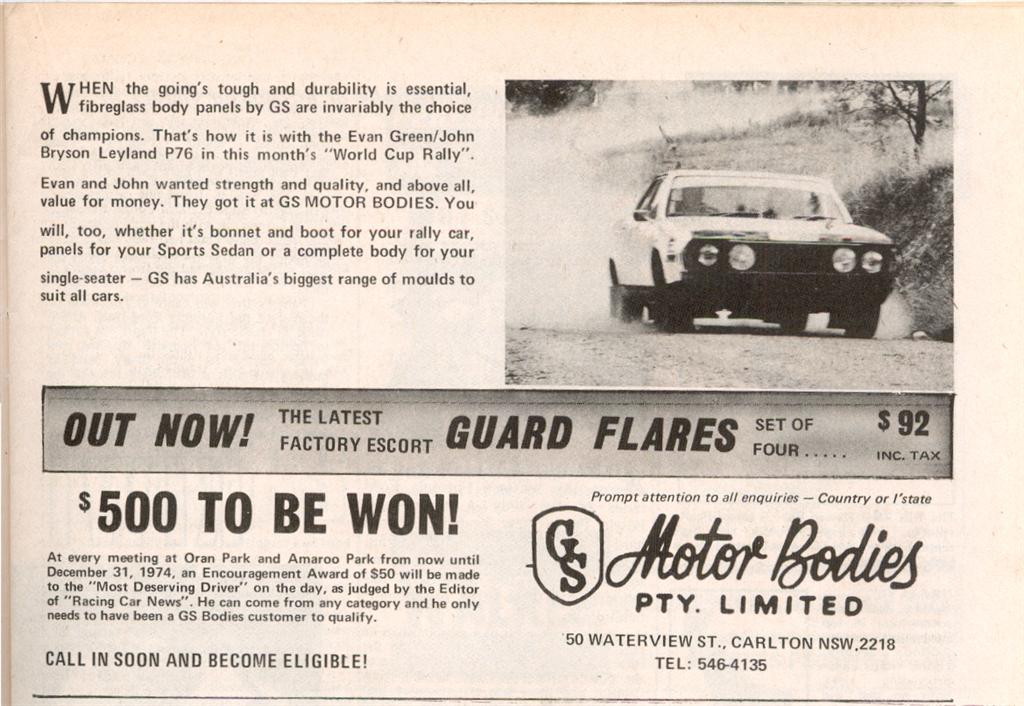 WHEN the going's tough and durability is essential,
fibreglass body panels by GS are invariably the choice
of champions. That's how it is with the Evan Green/John
Bryson Leyland P76 in this month's "World Cup Rally".
Evan and John wanted strength and quality, and above all,
value for money. They got it at GS MOTOR BODIES. You
will, too, whether it's bonnet and boot for your rally car,
panels for your Sports Sedan or a complete body for your
single-seater — GS has Australia's biggest range of moulds to
suit all cars.
OUT NOW! THE LATEST FACTORY ESCORT GUARD FLARES SET OF FOUR ..... $92 INC. TAX
$500 TO BE WON!
At every meeting at Oran Park and Amaroo Park from now until
December 31, 1974, an Encouragement Award of $50 will be made
to the "Most Deserving Driver" on the day, as judged by the Editor
of "Racing Car News". He can come from any category and he only
needs to have been a GS Bodies customer to qualify.
CALL IN SOON AND BECOME ELIGIBLE!
Prompt attention to all enquiries — Country or I'state
GS Motor Bodies
PTY. LIMITED
50 WATERVIEW ST., CARLTON NSW,2218
TEL: 546-4135